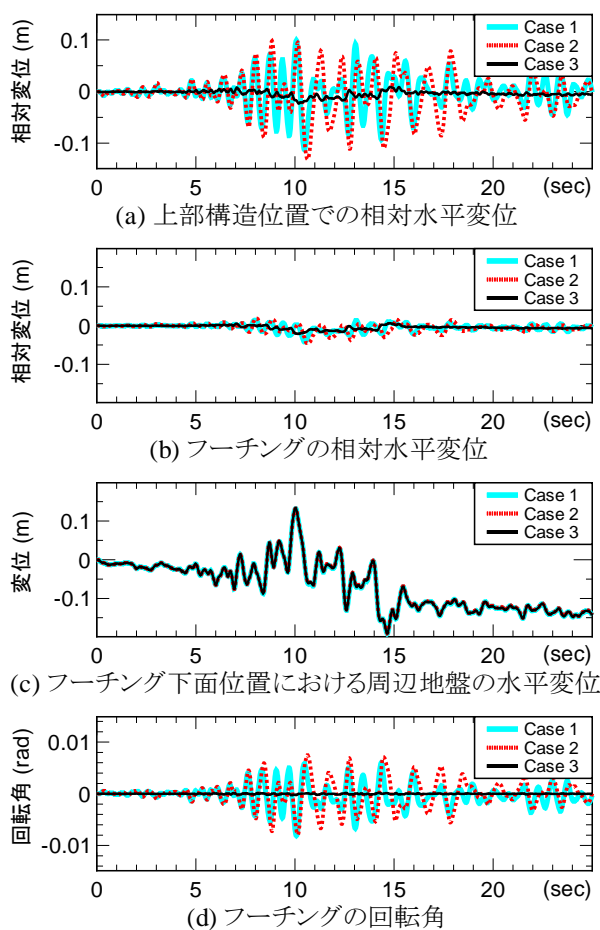 相対変位 (m)
0.1
0
-0.1
Case 1
Case 2
Case 3
0 5 10 15 20 (sec)
(a) 上部構造位置での相対水平変位
相対変位 (m)
0.1
0
-0.1
Case 1
Case 2
Case 3
0 5 10 15 20 (sec)
(b) フーチングの相対水平変位
変位 (m)
0.1
0
-0.1
Case 1
Case 2
Case 3
0 5 10 15 20 (sec)
(c) フーチング下面位置における周辺地盤の水平変位
回転角 (rad)
0.01
0
-0.01
Case 1
Case 2
Case 3
0 5 10 15 20 (sec)
(d) フーチングの回転角